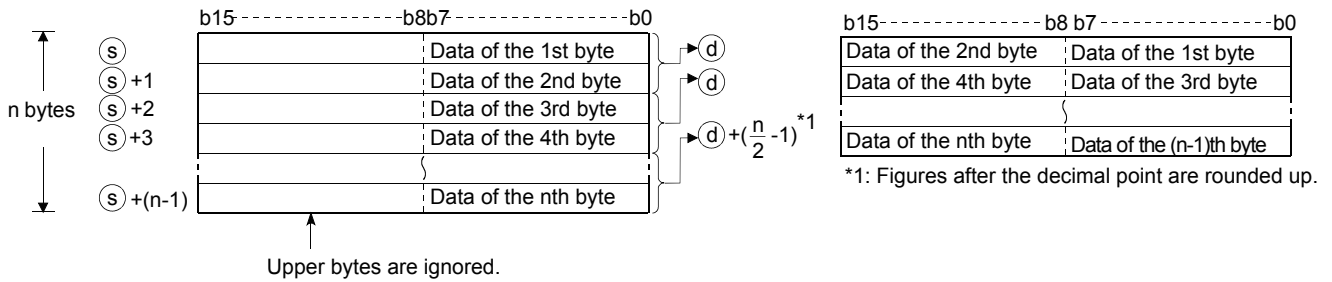 b15 b8b7 b0
n bytes
s Data of the 1st byte d
s +1 Data of the 2nd byte d
s +2 Data of the 3rd byte
s +3 Data of the 4th byte d +(n/2 -1)*1
s +(n-1) Data of the nth byte
Upper bytes are ignored.
b15 b8 b7 b0
Data of the 2nd byte Data of the 1st byte
Data of the 4th byte Data of the 3rd byte
Data of the nth byte Data of the (n-1)th byte
*1: Figures after the decimal point are rounded up.